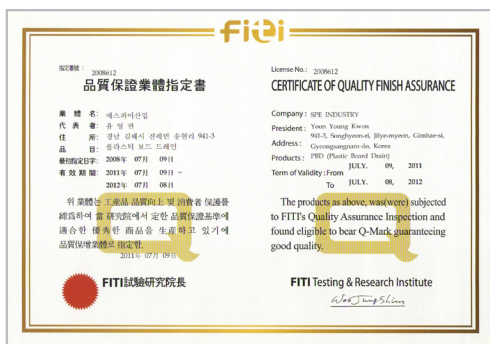 fiti
指定番號 : 2008612
品質保證業體指定書
業 體 名: 에스피이산업
代 表 者: 윤 영 권
住 所: 경남 김해시 진례면 송현리 941-3
品 目: 플라스틱 보드 드레인
最初指定日字: 2008年 07月 09日
有 效 期 間: 2011年 07月 09日 ~
2012年 07月 08日
위 業體는 工産品 品質向上 및 消費者 保護를
締爲하여 當 研究院에서 定한 品質保證基準에
適合한 優秀한 商品을 生産하고 있기에
品質保增業體로 指定함.
2011年 07月 09日
FITI試驗硏究院長
License No.: 2008612
CERTIFICATE OF QUALITY FINISH ASSURANCE
Company : SPE INDUSTRY
President : Yoon Young Kwon
941-3, Songhyeon-ri, Jilye-myeon, Gimhae-si,
Address : Gyeongsangnam-do, Korea
Products : PBD (Plastic Board Drain)
Term of Validity : From JULY. 09, 2011
To JULY. 08, 2012
The products as above, was(were) subjected
to FITI's Quality Assurance Inspection and
found eligible to bear Q-Mark guaranteeing
good quality.
FITI Testing & Research Institute